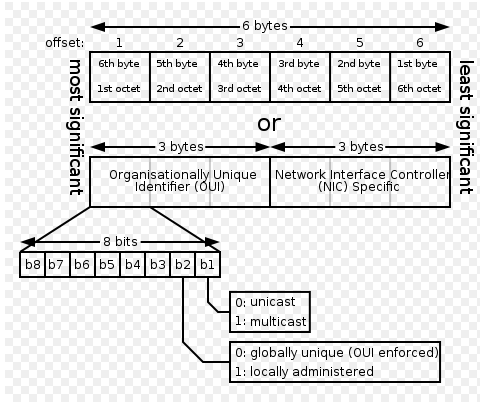 6 bytes
offset: 1 2 3 4 5 6
6th byte 5th byte 4th byte 3rd byte 2nd byte 1st byte
1st octet 2nd octet 3rd octet 4th octet 5th octet 6th octet
most significant
least significant
or
3 bytes 3 bytes
Organisationally Unique
Identifier (OUI)
Network Interface Controller
(NIC) Specific
8 bits
b8 b7 b6 b5 b4 b3 b2 b1
0: unicast
1: multicast
0: globally unique (OUI enforced)
1: locally administered